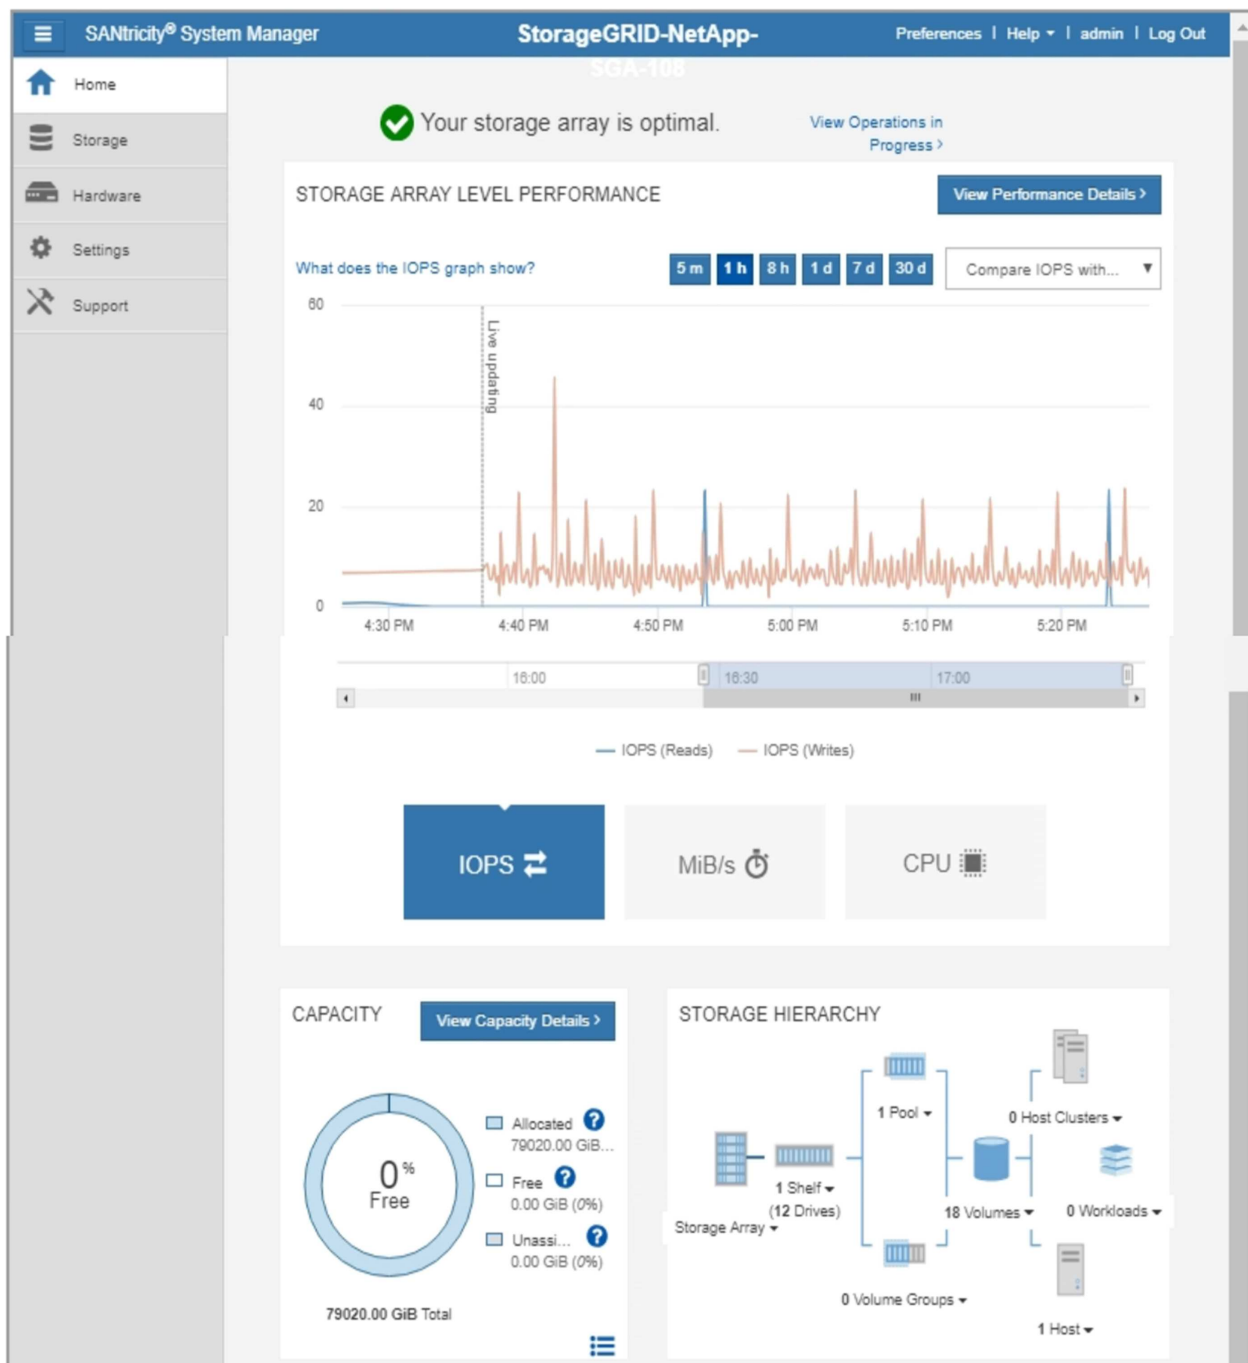 SANtricity® System Manager
StorageGRID-NetApp-
SGA-108
Preferences | Help | admin | Log Out
Home
Storage
Hardware
Settings
Support
Your storage array is optimal.
View Operations in
Progress >
STORAGE ARRAY LEVEL PERFORMANCE
View Performance Details >
What does the IOPS graph show?
5 m 1 h 8 h 1 d 7 d 30 d
Compare IOPS with...
60
40
20
0
Live updating
4:30 PM 4:40 PM 4:50 PM 5:00 PM 5:10 PM 5:20 PM
16:00 16:30 17:00
IOPS (Reads) IOPS (Writes)
IOPS
MiB/s
CPU
CAPACITY
View Capacity Details >
0%
Free
Allocated ?
79020.00 GiB...
Free ?
0.00 GiB (0%)
Unassi... ?
0.00 GiB (0%)
79020.00 GiB Total
STORAGE HIERARCHY
Storage Array
1 Shelf
(12 Drives)
1 Pool
0 Volume Groups
18 Volumes
0 Host Clusters
0 Workloads
1 Host